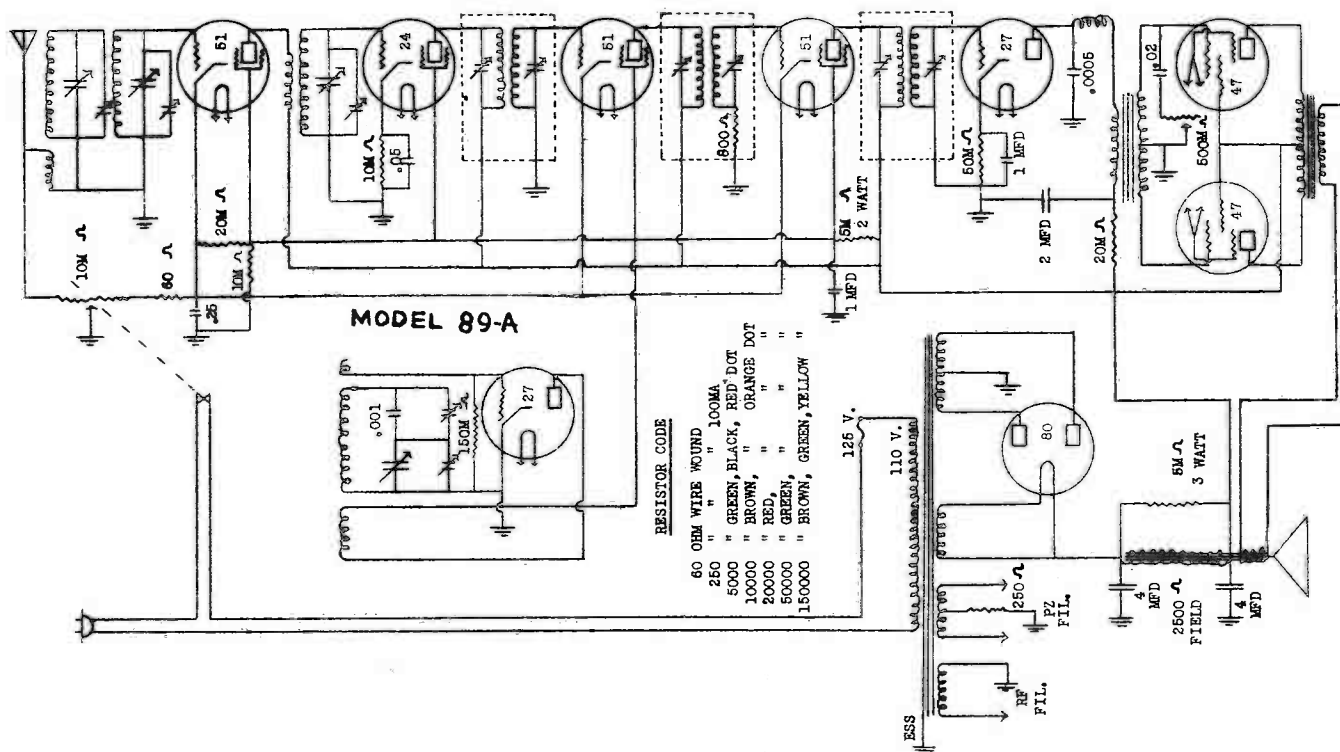 51
24
51
51
27
47
.02
.0005
500M Ω
47
10M Ω
.05
800Ω
50M Ω
1 MFD
5M Ω
2 WATT
2 MFD
20M Ω
10M Ω
60 Ω
20M Ω
10M Ω
.25
1 MFD
MODEL 89-A
.001
150M Ω
27
RESISTOR CODE
60 OHM WIRE WOUND
250 " " " 100MA
5000 " GREEN, BLACK, RED DOT
10000 " BROWN, " ORANGE DOT
20000 " RED, " " "
50000 " GREEN, " " "
150000 " BROWN, GREEN, YELLOW "
125 V.
110 V.
80
5M Ω
3 WATT
250 Ω
PZ
FIL.
4
MFD
2500 Ω
FIELD
4
MFD
RF
FIL.
ESS